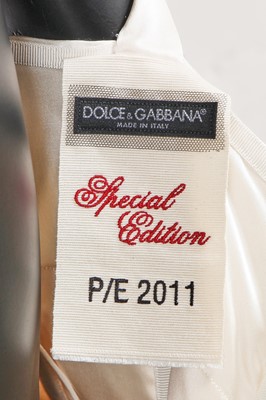 DOLCE & GABBANA®
MADE IN ITALY
Special
Edition
P/E 2011